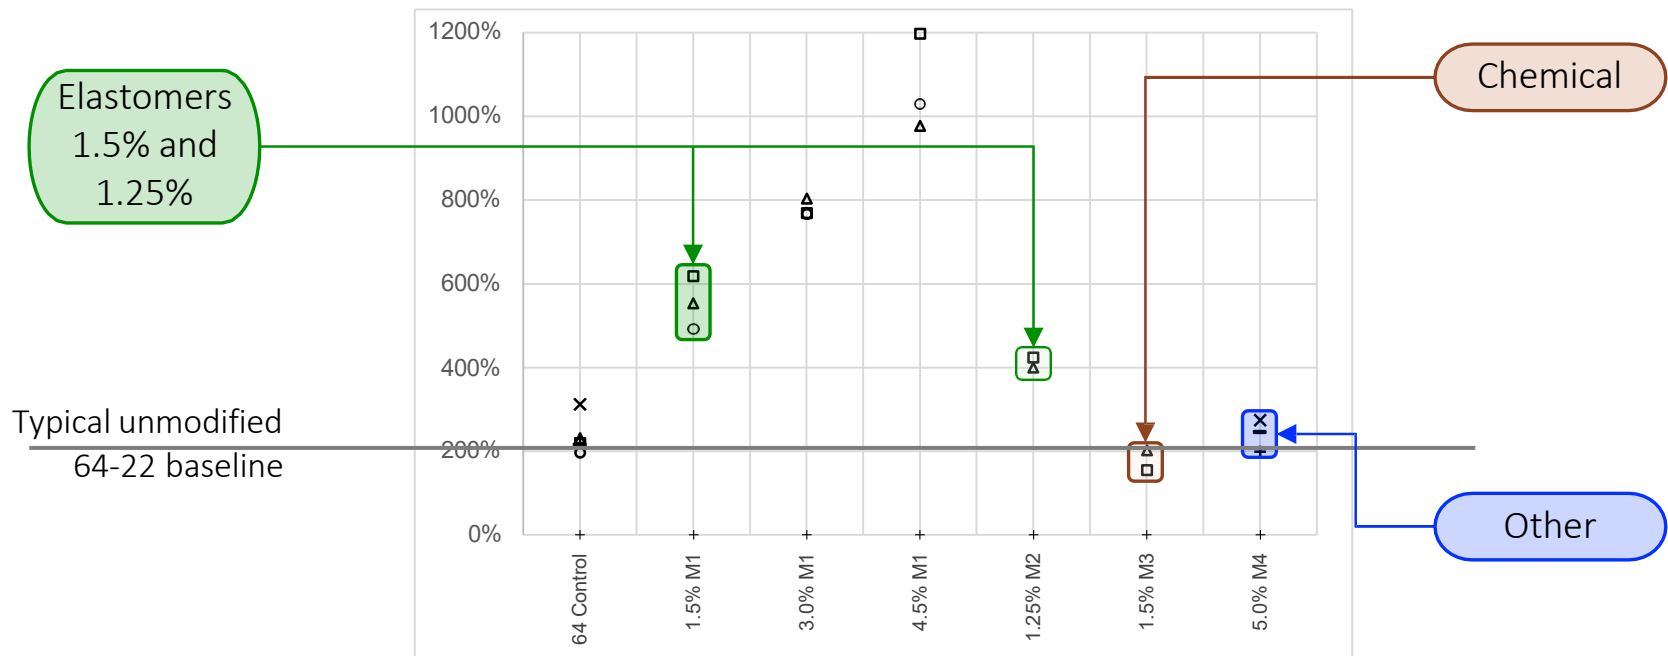 Elastomers
1.5% and
1.25%
Chemical
Other
Typical unmodified
64-22 baseline
1200%
1000%
800%
600%
400%
200%
0%
64 Control
1.5% M1
3.0% M1
4.5% M1
1.25% M2
1.5% M3
5.0% M4